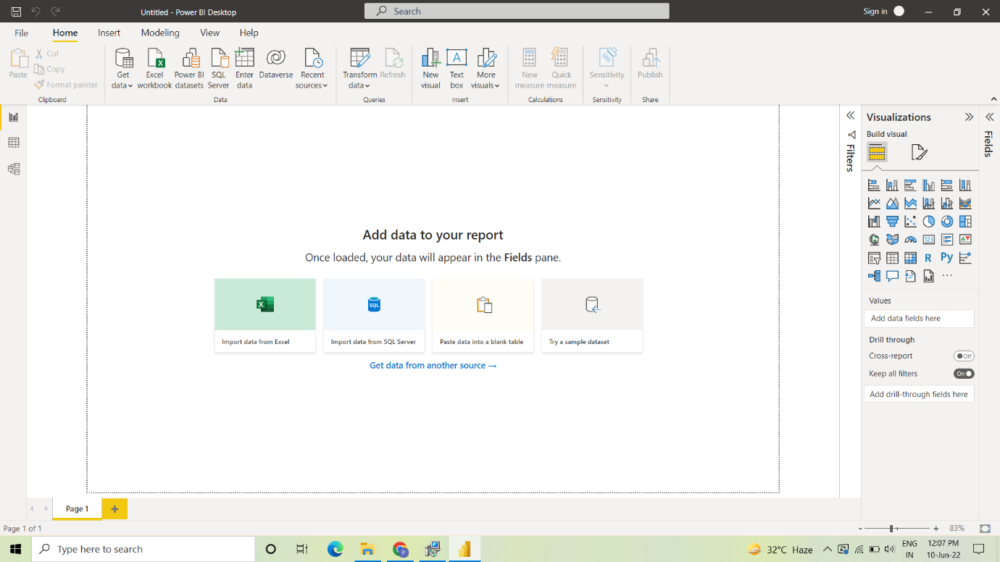 Untitled - Power BI Desktop
Search
Sign in
File Home Insert Modeling View Help
Paste
Cut
Copy
Format painter
Clipboard
Get data
Excel workbook
Power BI datasets
SQL Server
Enter data
Dataverse
Recent sources
Data
Transform data
Refresh
Queries
New visual
Text box
More visuals
Insert
New measure
Quick measure
Calculations
Sensitivity
Sensitivity
Publish
Share
Add data to your report
Once loaded, your data will appear in the Fields pane.
SQL
Import data from Excel
Import data from SQL Server
Paste data into a blank table
Try a sample dataset
Get data from another source →
Filters
Visualizations
Build visual
123
R
Py
Values
Add data fields here
Drill through
Cross-report
Off
Keep all filters
On
Add drill-through fields here
Fields
Page 1
Page 1 of 1
- + 83%
Type here to search
P
32°C Haze
ENG
IN
12:07 PM
10-Jun-22